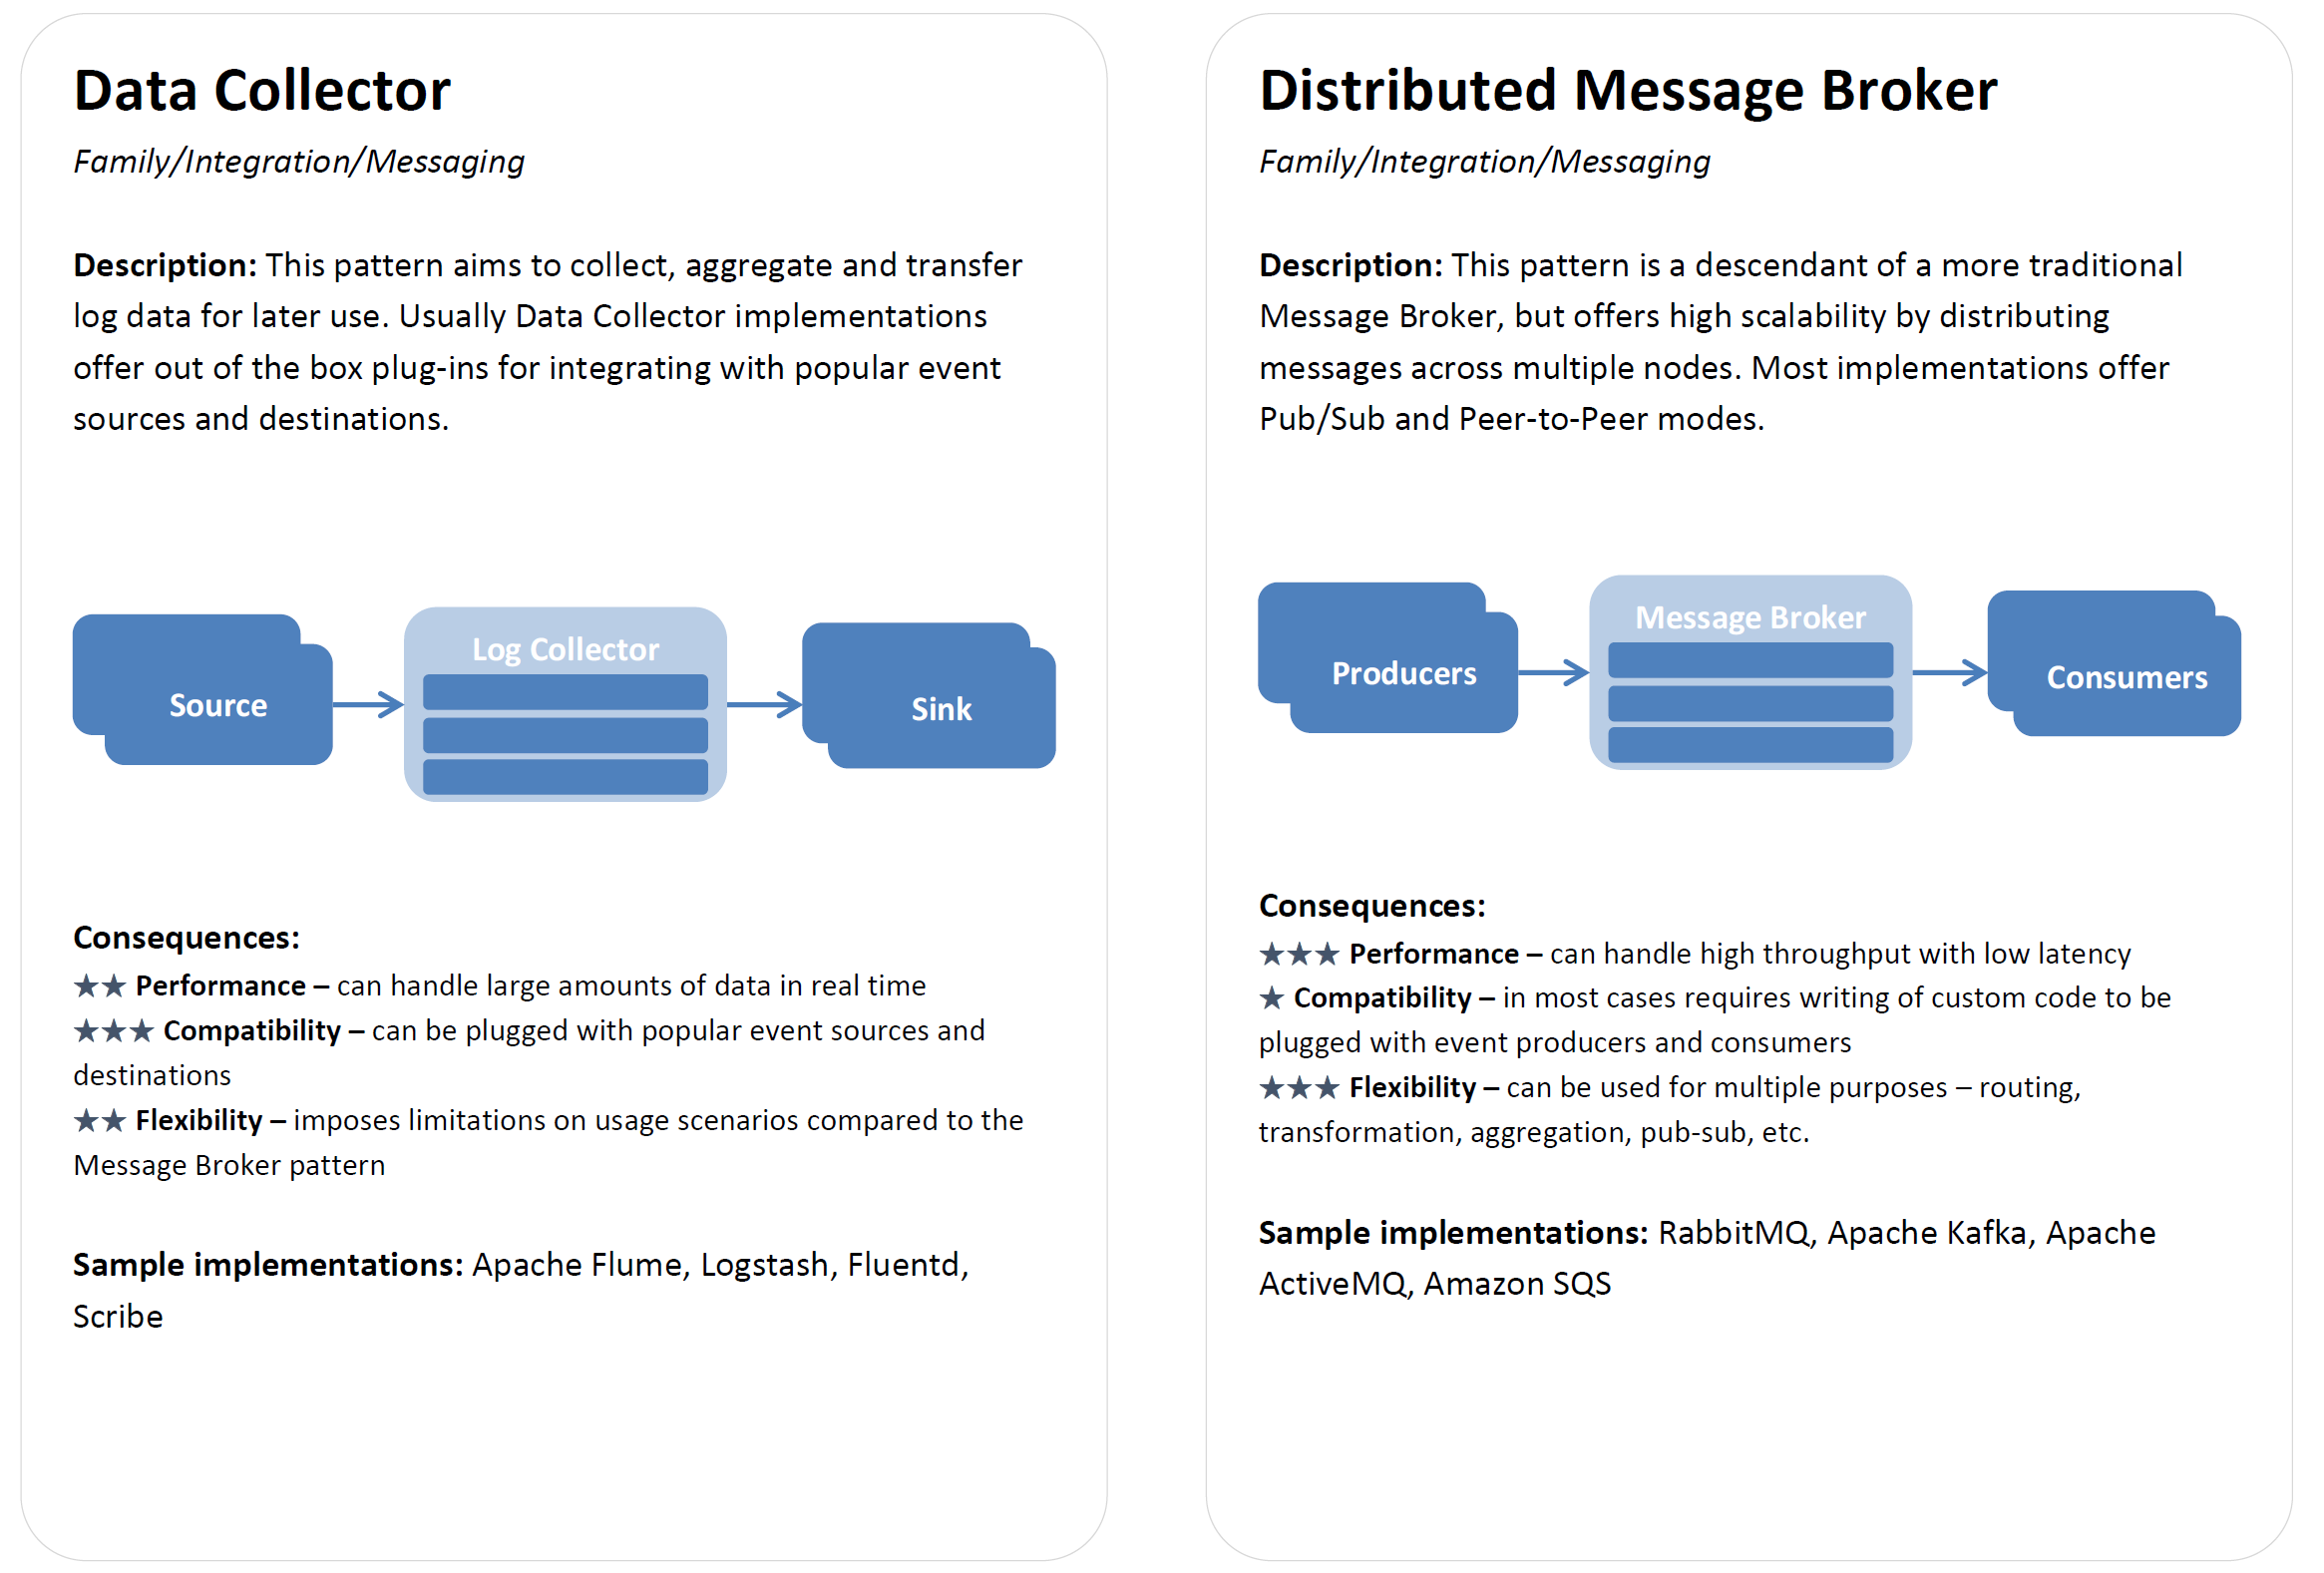 Data Collector
Family/Integration/Messaging
Description: This pattern aims to collect, aggregate and transfer
log data for later use. Usually Data Collector implementations
offer out of the box plug-ins for integrating with popular event
sources and destinations.
Source
Log Collector
Sink
Consequences:
★★ Performance – can handle large amounts of data in real time
★★★ Compatibility – can be plugged with popular event sources and
destinations
★★ Flexibility – imposes limitations on usage scenarios compared to the
Message Broker pattern
Sample implementations: Apache Flume, Logstash, Fluentd,
Scribe
Distributed Message Broker
Family/Integration/Messaging
Description: This pattern is a descendant of a more traditional
Message Broker, but offers high scalability by distributing
messages across multiple nodes. Most implementations offer
Pub/Sub and Peer-to-Peer modes.
Producers
Message Broker
Consumers
Consequences:
★★★ Performance – can handle high throughput with low latency
★ Compatibility – in most cases requires writing of custom code to be
plugged with event producers and consumers
★★★ Flexibility – can be used for multiple purposes – routing,
transformation, aggregation, pub-sub, etc.
Sample implementations: RabbitMQ, Apache Kafka, Apache
ActiveMQ, Amazon SQS